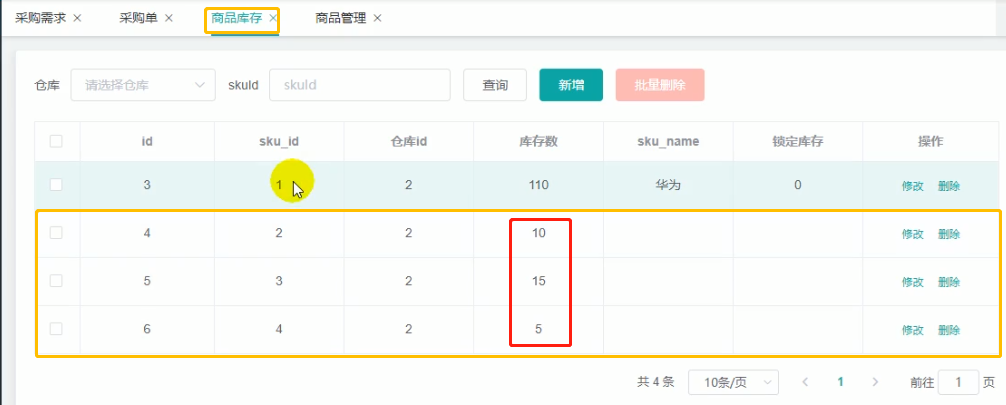 采购需求 × 采购单 × 商品库存 × 商品管理 ×
仓库 请选择仓库 skuId skuId 查询 新增 批量删除
id sku_id 仓库id 库存数 sku_name 锁定库存 操作
3 1 2 110 华为 0 修改 删除
4 2 2 10 修改 删除
5 3 2 15 修改 删除
6 4 2 5 修改 删除
共 4 条 10条/页 < 1 > 前往 1 页